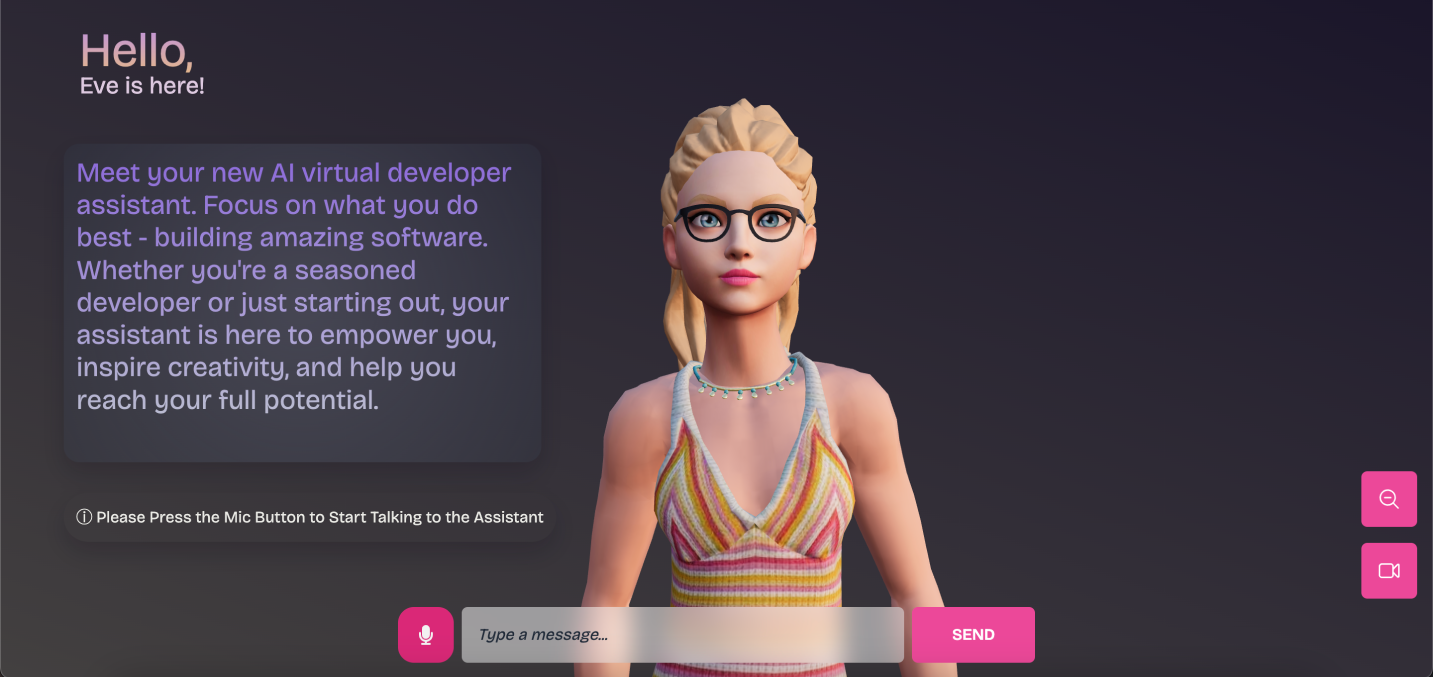 Hello,
Eve is here!
Meet your new AI virtual developer
assistant. Focus on what you do
best - building amazing software.
Whether you're a seasoned
developer or just starting out, your
assistant is here to empower you,
inspire creativity, and help you
reach your full potential.
Please Press the Mic Button to Start Talking to the Assistant
Type a message...
SEND